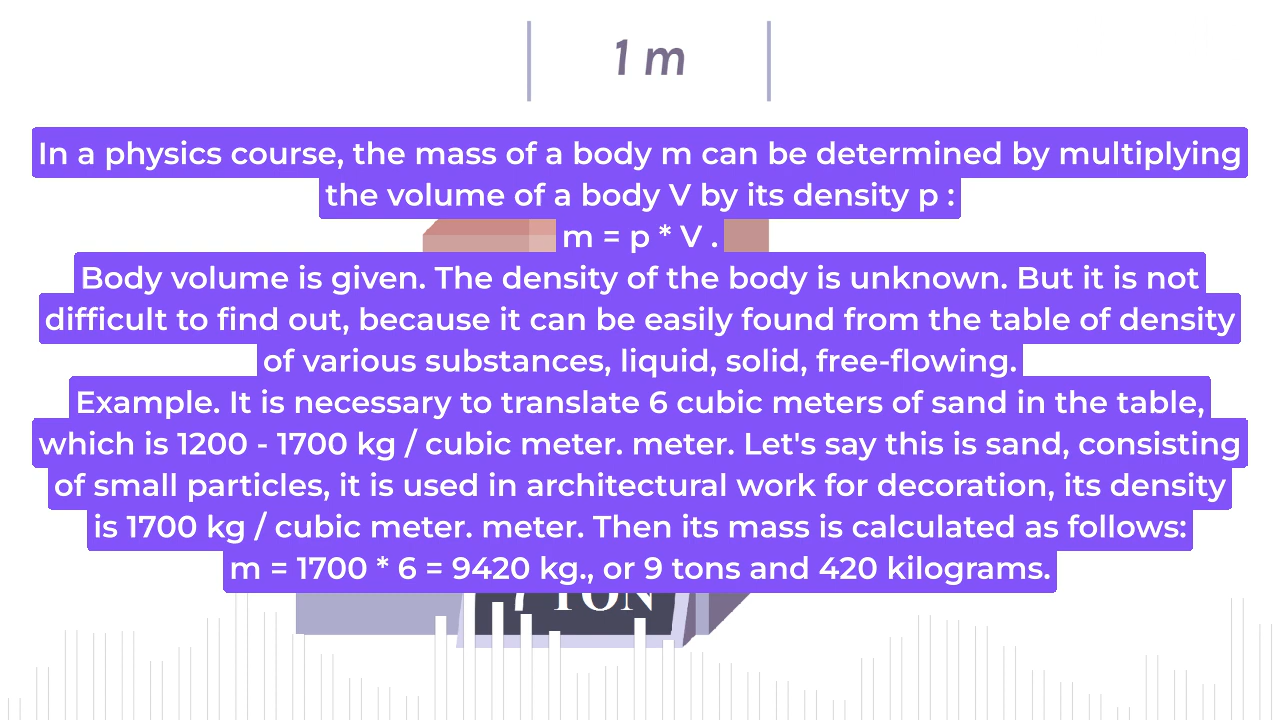 1 m
In a physics course, the mass of a body m can be determined by multiplying
the volume of a body V by its density p :
m = p * V .
Body volume is given. The density of the body is unknown. But it is not
difficult to find out, because it can be easily found from the table of density
of various substances, liquid, solid, free-flowing.
Example. It is necessary to translate 6 cubic meters of sand in the table,
which is 1200 - 1700 kg / cubic meter. meter. Let's say this is sand, consisting
of small particles, it is used in architectural work for decoration, its density
is 1700 kg / cubic meter. meter. Then its mass is calculated as follows:
m = 1700 * 6 = 9420 kg., or 9 tons and 420 kilograms.
TON